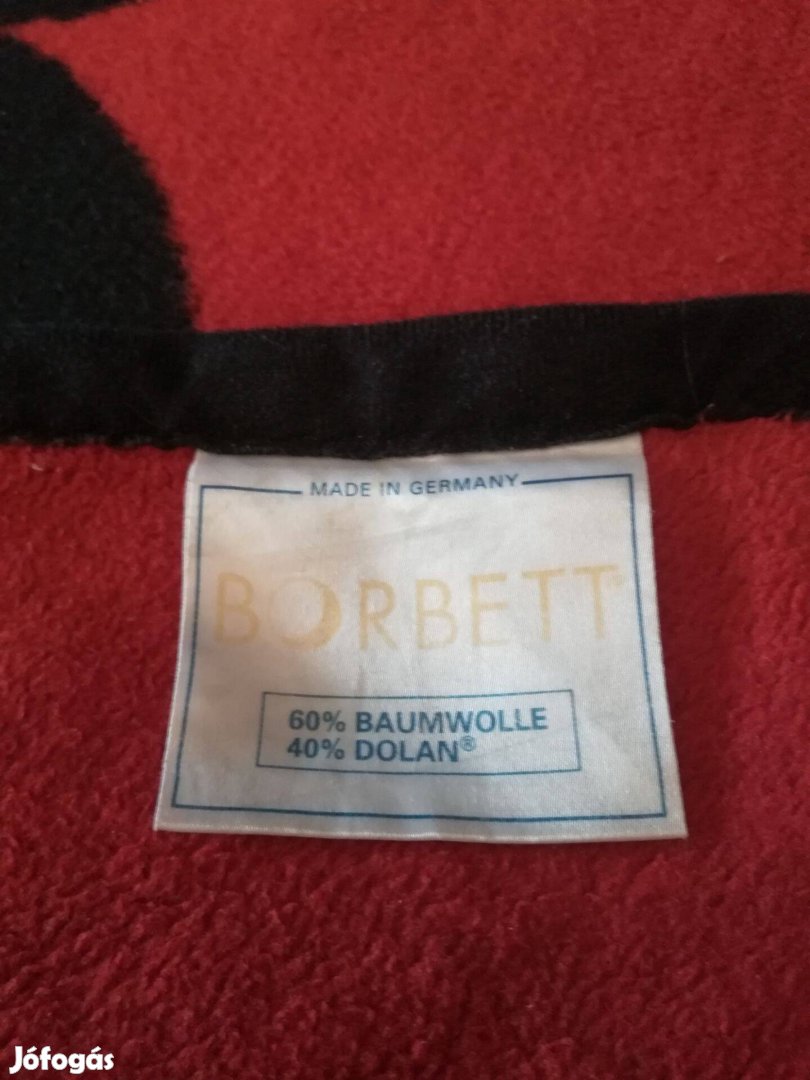 MADE IN GERMANY
BORBETT®
60% BAUMWOLLE
40% DOLAN®
Jófogás